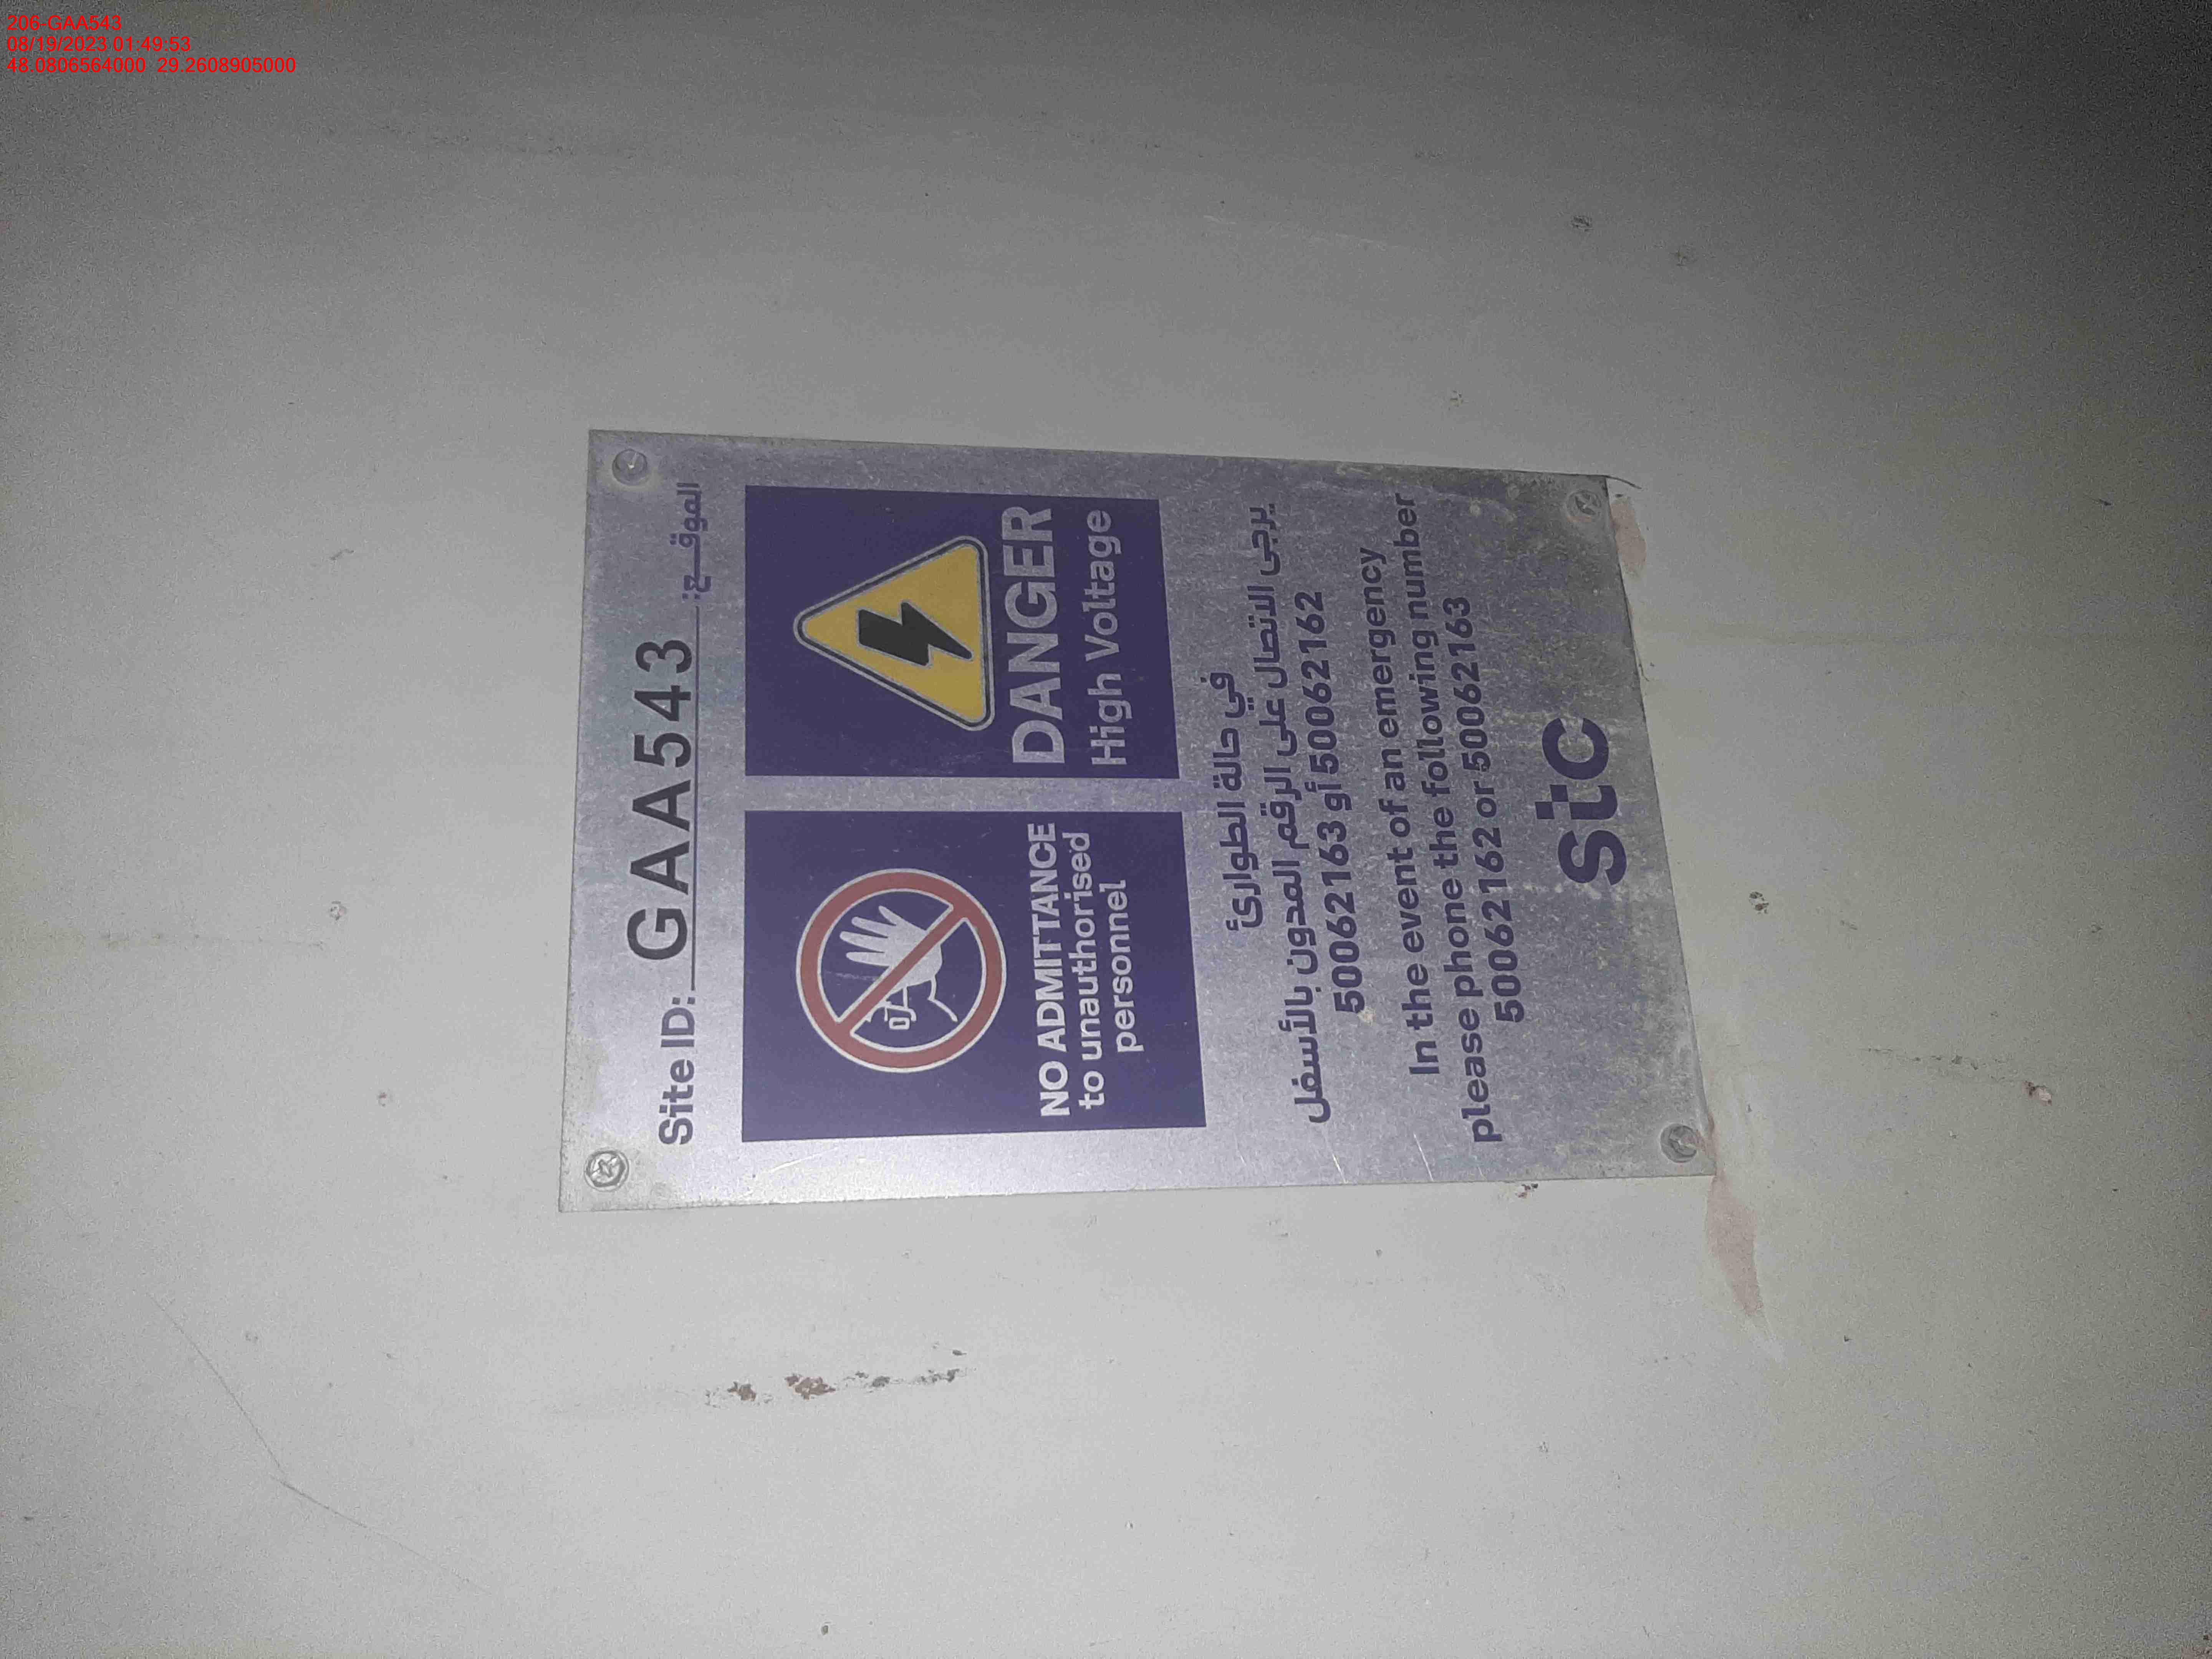 206-GAA543
08/19/2023 01:49:53
48.0806564000 29.2608905000
Site ID: GAA543 الموقــع:
NO ADMITTANCE
to unauthorised
personnel
DANGER
High Voltage
في حالة الطوارئ
يرجى الاتصال على الرقم المدون بالأسفل
50062163 أو 50062162
In the event of an emergency
please phone the following number
50062162 or 50062163
stc